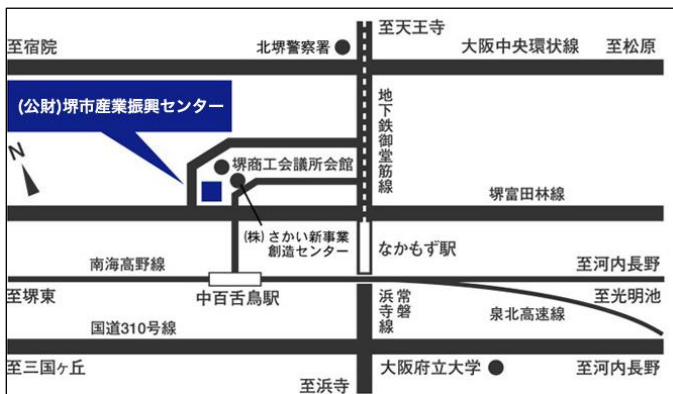 至天王寺
至宿院
北堺警察署
大阪中央環状線
至松原
(公財)堺市産業振興センター
地下鉄御堂筋線
N
堺商工会議所会館
堺富田林線
(株)さかい新事業
創造センター
なかもず駅
南海高野線
至河内長野
至堺東
中百舌鳥駅
常磐
浜寺線
至光明池
泉北高速線
国道310号線
至三国ヶ丘
大阪府立大学
至河内長野
至浜寺